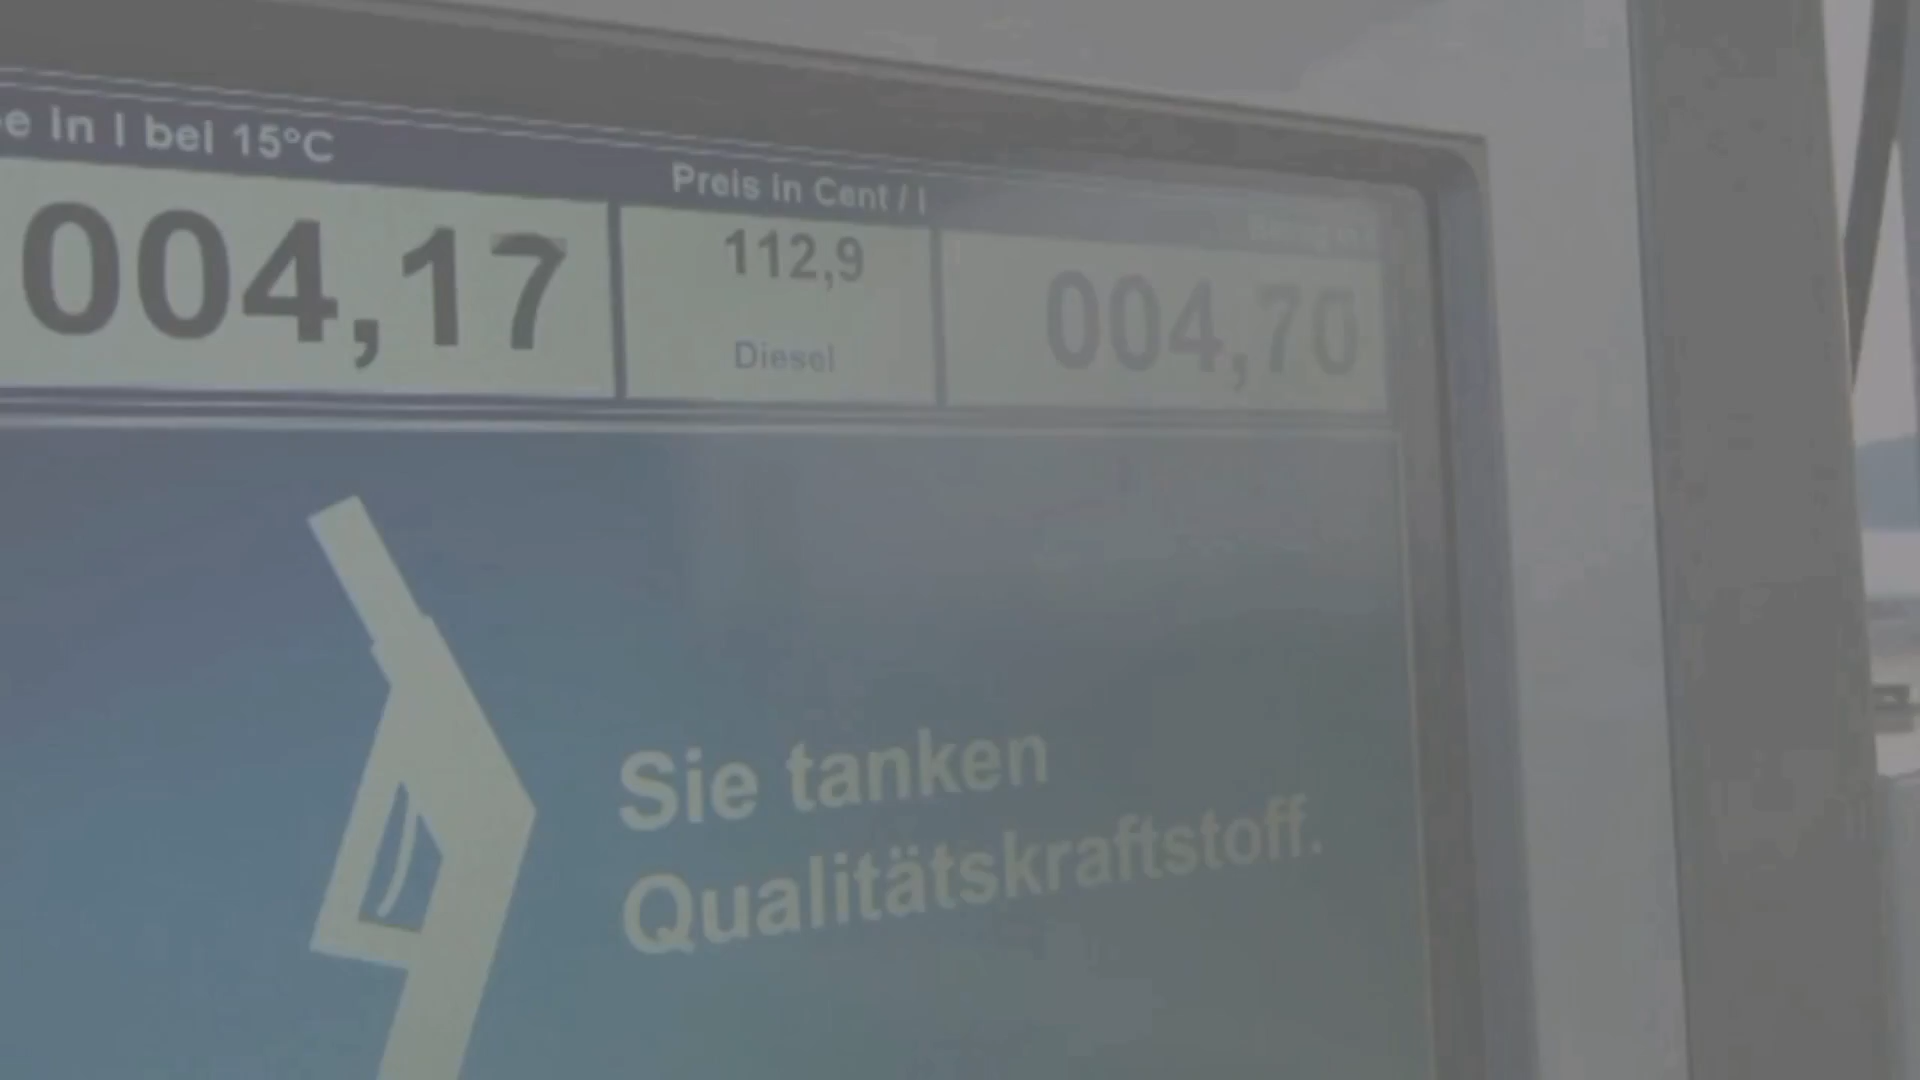 e in l bei 15°C
Preis in Cent / l
004,17
112,9
004,70
Diesel
Sie tanken
Qualitätskraftstoff.